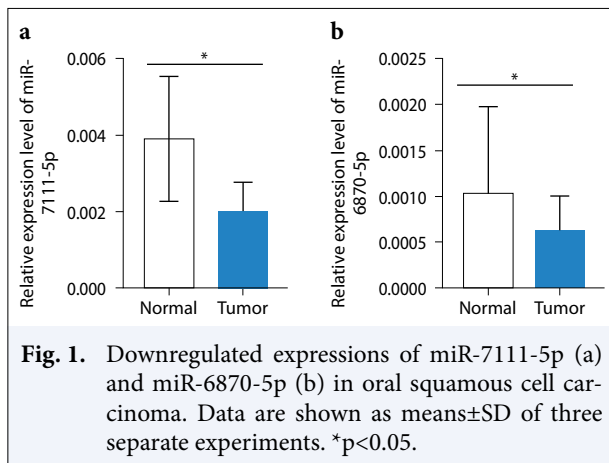 a
Relative expression level of miR-
7111-5p
0.006
0.004
0.002
0.000
*
Normal Tumor
b
Relative expression level of miR-
6870-5p
0.0025
0.0020
0.0015
0.0010
0.0005
0.0000
*
Normal Tumor
Fig. 1. Downregulated expressions of miR-7111-5p (a)
and miR-6870-5p (b) in oral squamous cell car-
cinoma. Data are shown as means±SD of three
separate experiments. *p<0.05.